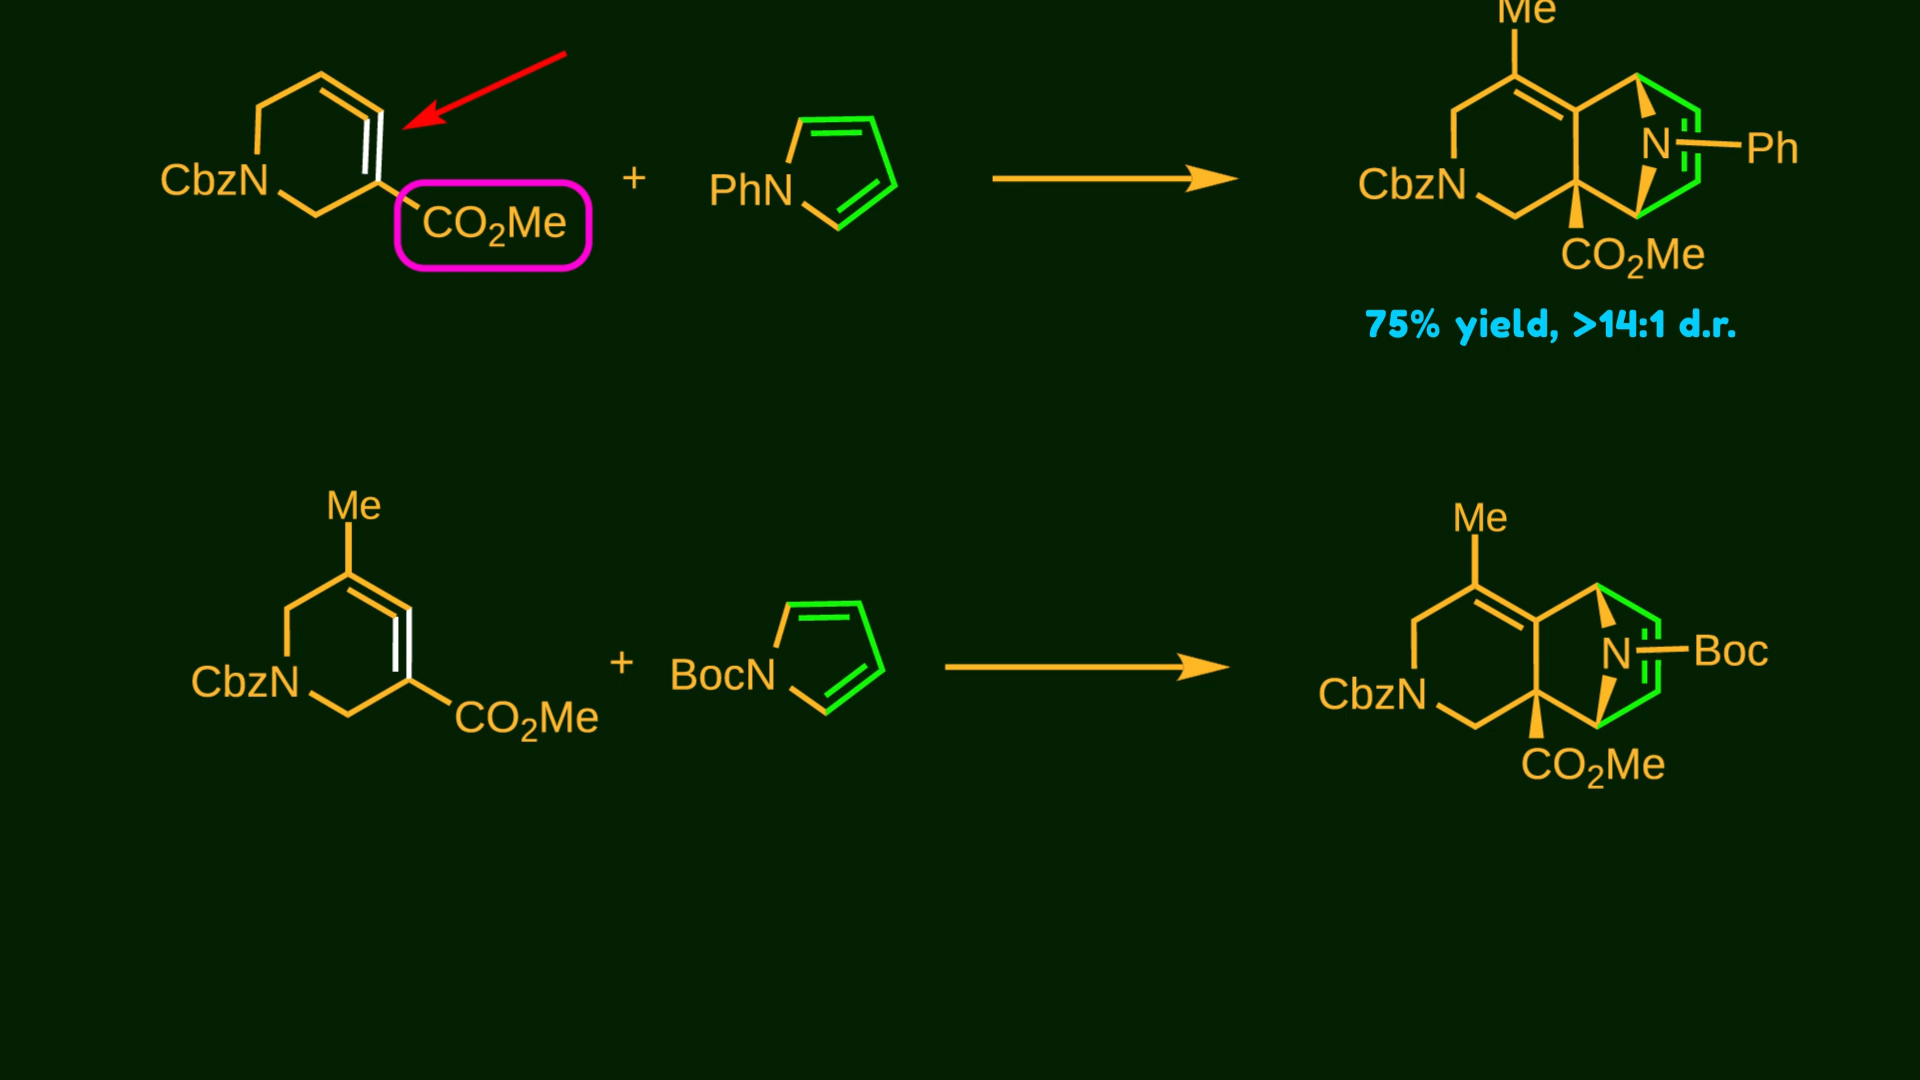 Me
CbzN
CO2Me
+
PhN
CbzN
N
Ph
CO2Me
75% yield, >14:1 d.r.
Me
CbzN
CO2Me
+
BocN
Me
CbzN
N
Boc
CO2Me